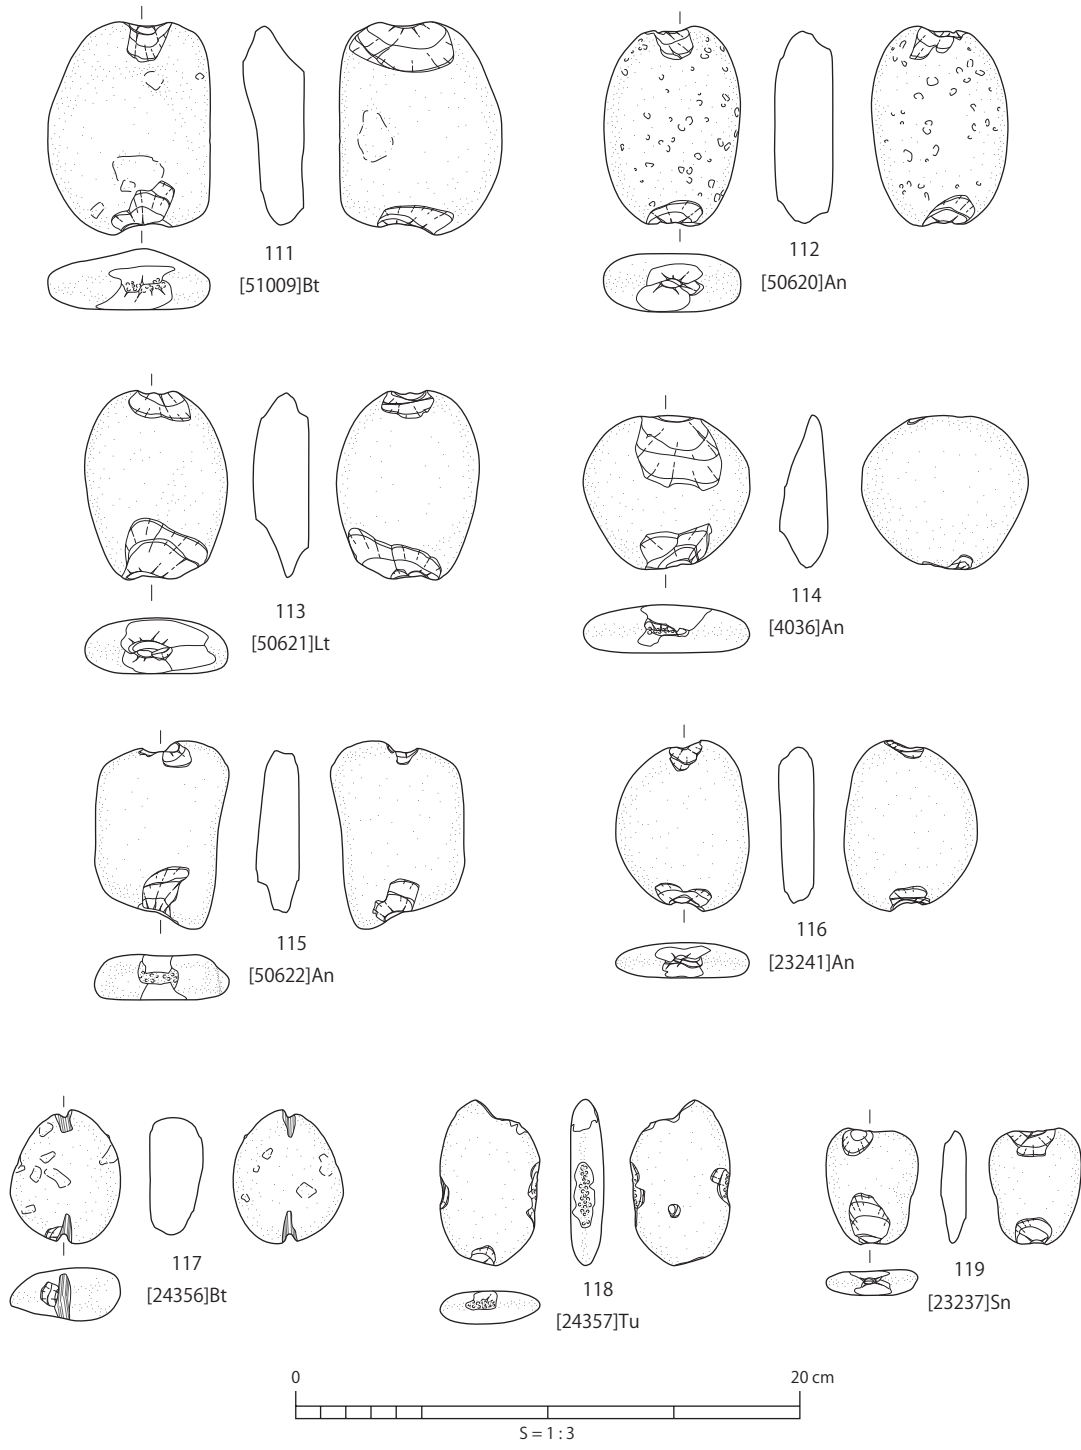 111
[51009]Bt
112
[50620]An
113
[50621]Lt
114
[4036]An
115
[50622]An
116
[23241]An
117
[24356]Bt
118
[24357]Tu
119
[23237]Sn
0
20 cm
S = 1 : 3